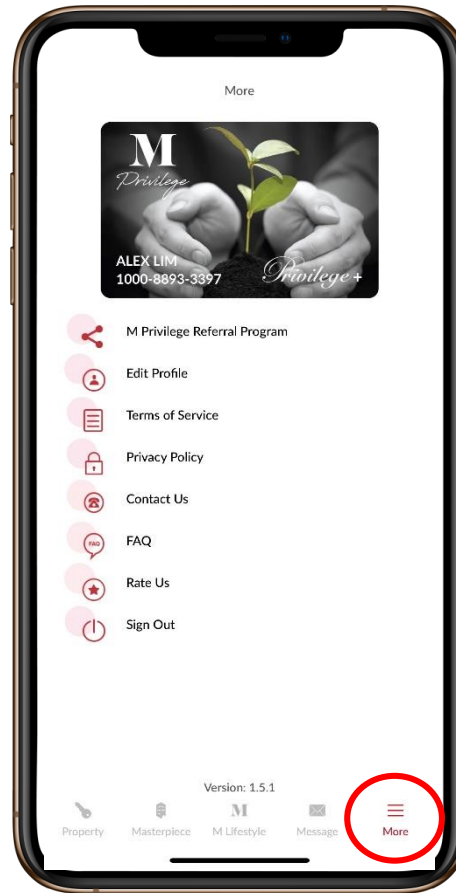 More
M
Privilege
ALEX LIM
1000-8893-3397
Privilege +
M Privilege Referral Program
Edit Profile
Terms of Service
Privacy Policy
Contact Us
FAQ
FAQ
Rate Us
Sign Out
Version: 1.5.1
M
Property
Masterpiece
M Lifestyle
Message
More